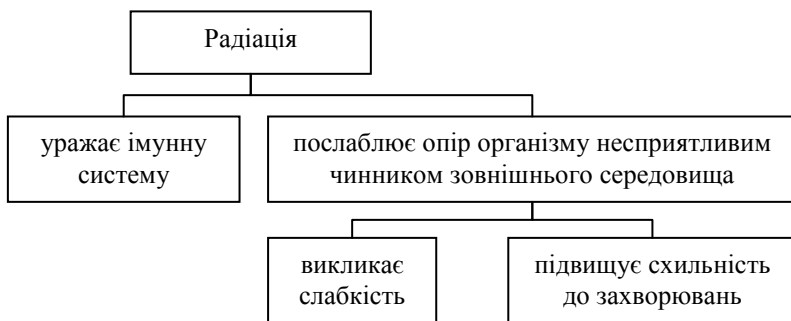 Радіація
уражає імунну
систему
послаблює опір організму несприятливим
чинником зовнішнього середовища
викликає
слабкість
підвищує схильність
до захворювань